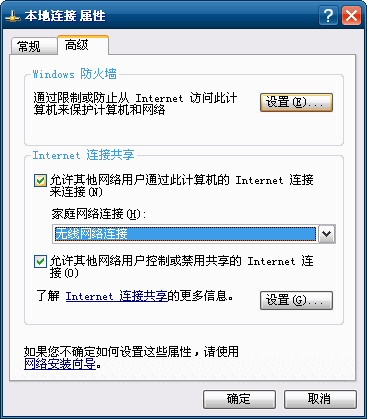 本地连接 属性
常规
高级
Windows 防火墙
通过限制或防止从 Internet 访问此计
算机来保护计算机和网络
设置(E)...
Internet 连接共享
允许其他网络用户通过此计算机的 Internet 连接
来连接(N)
家庭网络连接(H):
无线网络连接
允许其他网络用户控制或禁用共享的 Internet 连
接(O)
了解 Internet 连接共享的更多信息。
设置(G)...
如果您不确定如何设置这些属性，请使用
网络安装向导。
确定
取消